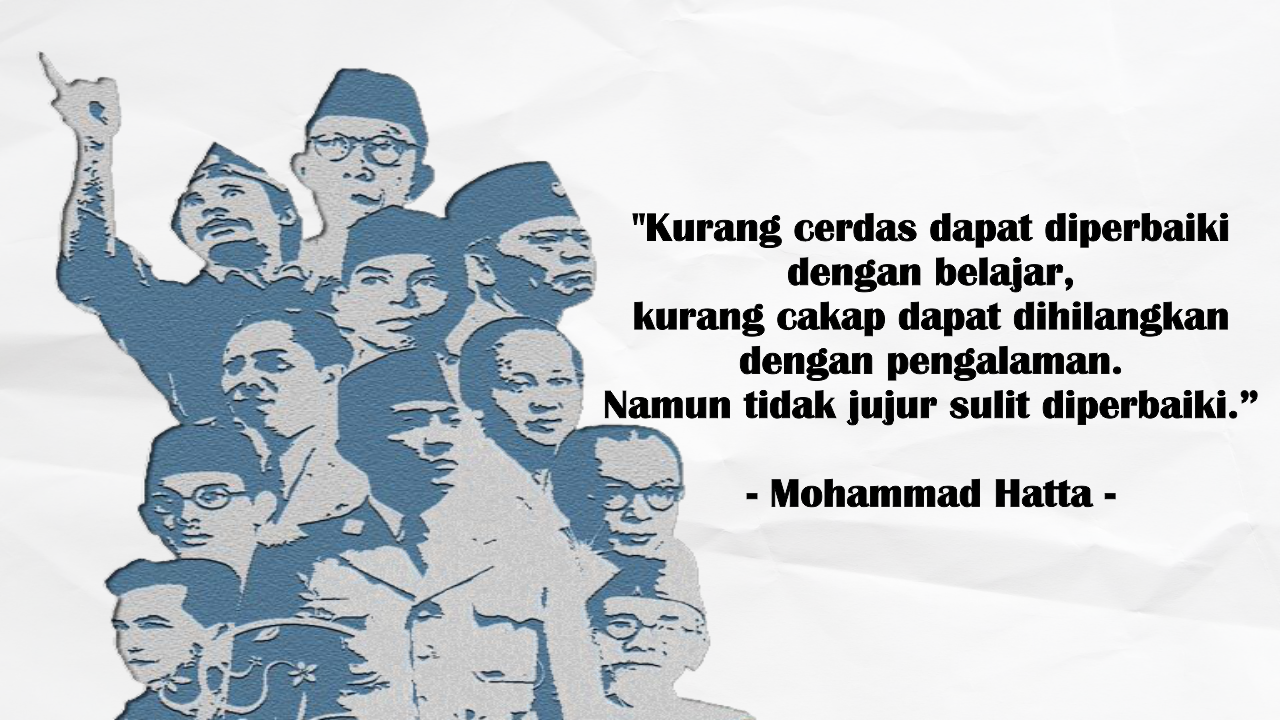 "Kurang cerdas dapat diperbaiki
dengan belajar,
kurang cakap dapat dihilangkan
dengan pengalaman.
Namun tidak jujur sulit diperbaiki.”
- Mohammad Hatta -